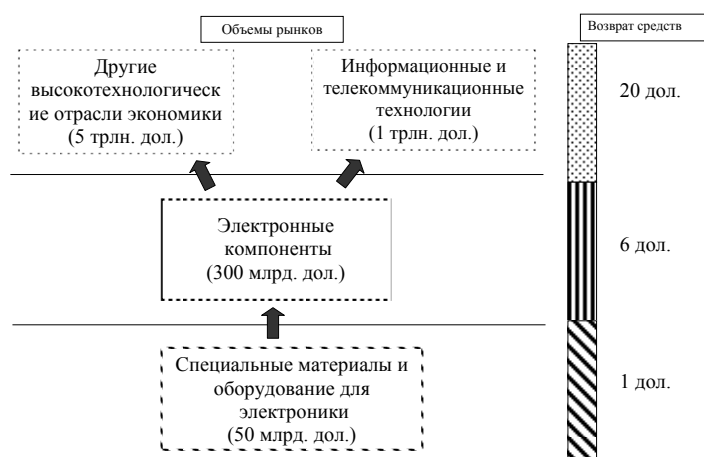 Объемы рынков
Возврат средств
Другие
высокотехнологическ
ие отрасли экономики
(5 трлн. дол.)
Информационные и
телекоммуникационные
технологии
(1 трлн. дол.)
20 дол.
Электронные
компоненты
(300 млрд. дол.)
6 дол.
Специальные материалы и
оборудование для
электроники
(50 млрд. дол.)
1 дол.